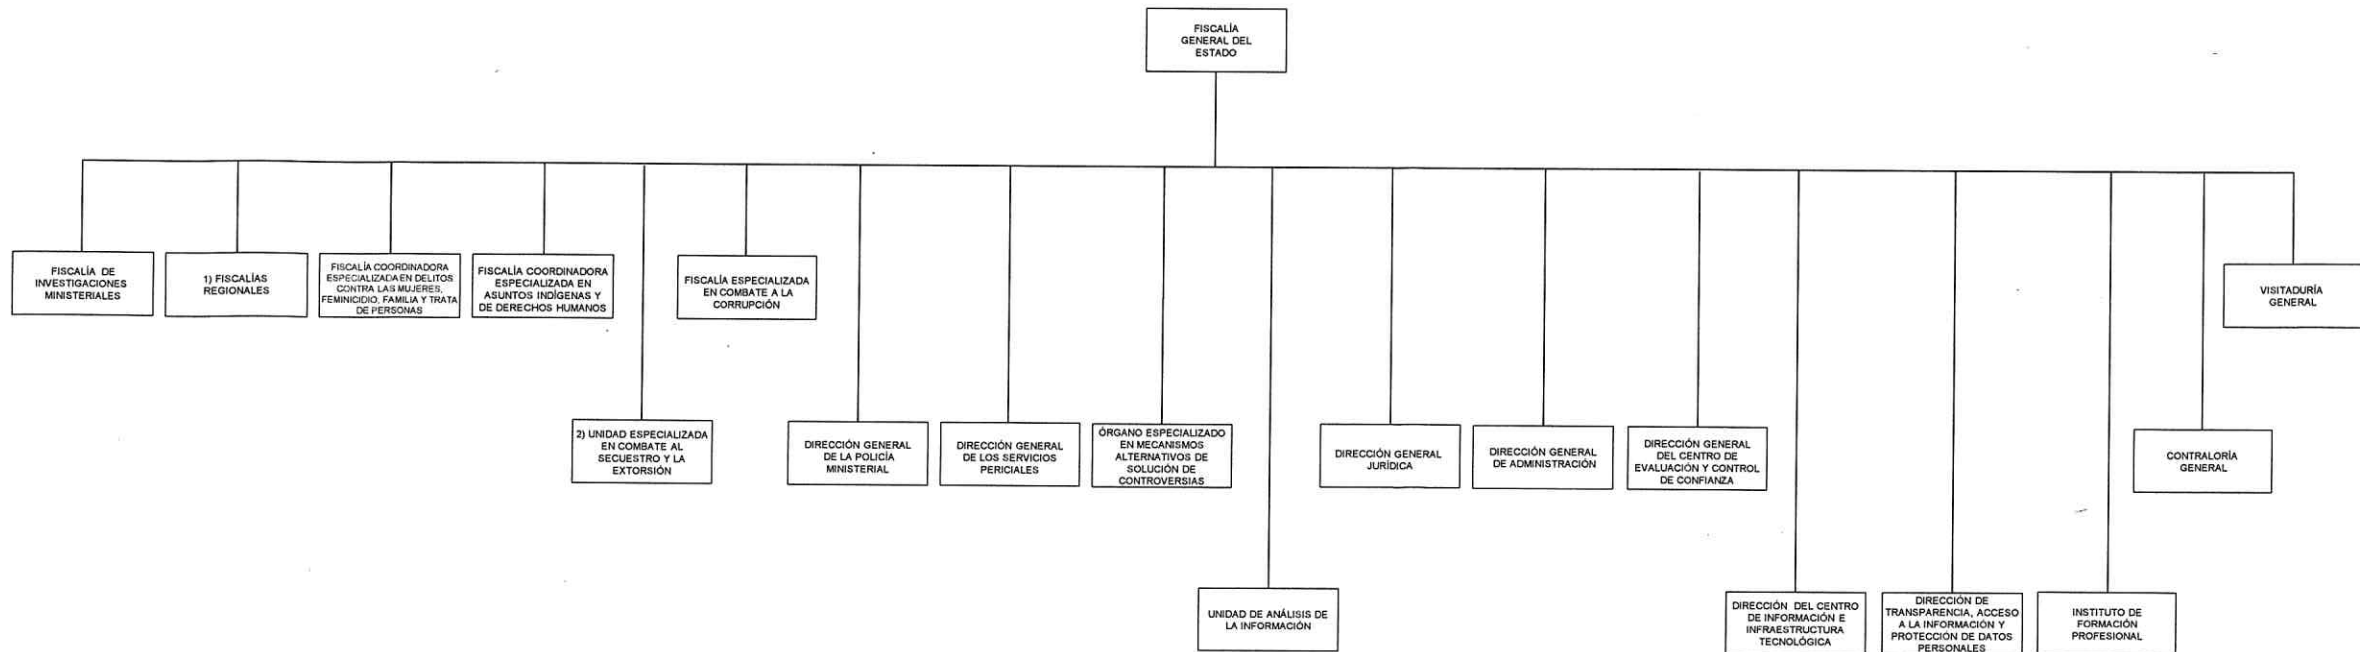 FISCALÍA
GENERAL DEL
ESTADO
FISCALÍA DE
INVESTIGACIONES
MINISTERIALES
1) FISCALÍAS
REGIONALES
FISCALÍA COORDINADORA
ESPECIALIZADA EN DELITOS
CONTRA LAS MUJERES,
FEMINICIDIO, FAMILIA Y TRATA
DE PERSONAS
FISCALÍA COORDINADORA
ESPECIALIZADA EN
ASUNTOS INDÍGENAS Y
DE DERECHOS HUMANOS
FISCALÍA ESPECIALIZADA
EN COMBATE A LA
CORRUPCIÓN
VISITADURÍA
GENERAL
2) UNIDAD ESPECIALIZADA
EN COMBATE AL
SECUESTRO Y LA
EXTORSIÓN
DIRECCIÓN GENERAL
DE LA POLICÍA
MINISTERIAL
DIRECCIÓN GENERAL
DE LOS SERVICIOS
PERICIALES
ÓRGANO ESPECIALIZADO
EN MECANISMOS
ALTERNATIVOS DE
SOLUCIÓN DE
CONTROVERSIAS
DIRECCIÓN GENERAL
JURÍDICA
DIRECCIÓN GENERAL
DE ADMINISTRACIÓN
DIRECCIÓN GENERAL
DEL CENTRO DE
EVALUACIÓN Y CONTROL
DE CONFIANZA
CONTRALORÍA
GENERAL
UNIDAD DE ANÁLISIS DE
LA INFORMACIÓN
DIRECCIÓN DEL CENTRO
DE INFORMACIÓN E
INFRAESTRUCTURA
TECNOLÓGICA
DIRECCIÓN DE
TRANSPARENCIA, ACCESO
A LA INFORMACIÓN Y
PROTECCIÓN DE DATOS
PERSONALES
INSTITUTO DE
FORMACIÓN
PROFESIONAL